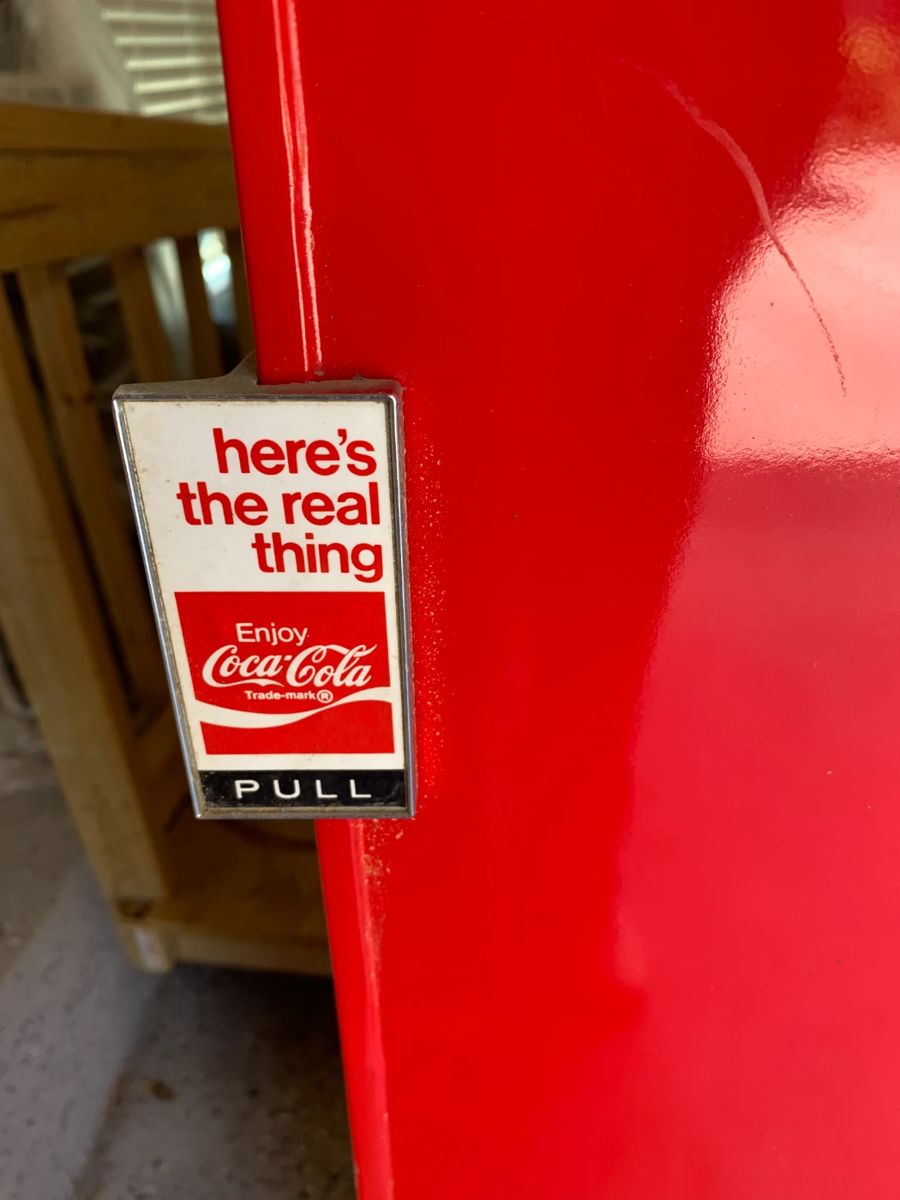 here's
the real
thing
Enjoy
Coca-Cola
Trade-mark®
PULL